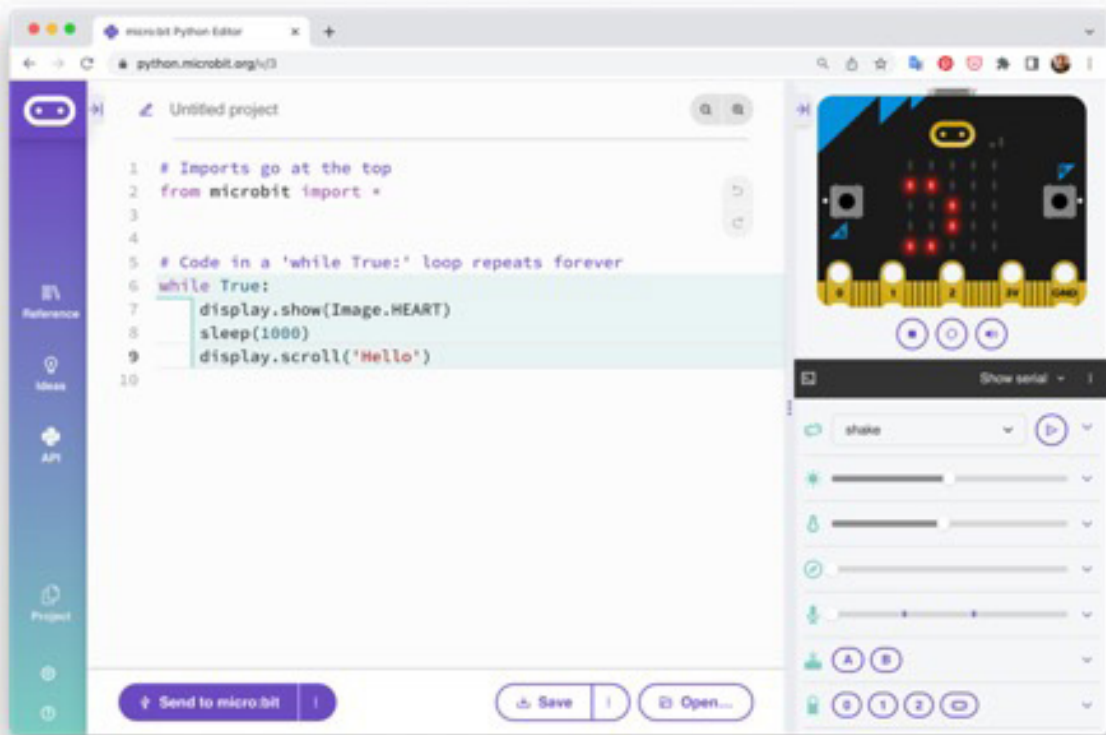 micro:bit Python Editor
python.microbit.org/v/3
Untitled project
1 # Imports go at the top
2 from microbit import *
3
4
5 # Code in a 'while True:' loop repeats forever
6 while True:
7 display.show(Image.HEART)
8 sleep(1000)
9 display.scroll('Hello')
10
Reference
Ideas
API
Project
Send to micro:bit
Save
Open...
0 1 2 3V GND
Show serial
shake
A B
0 1 2